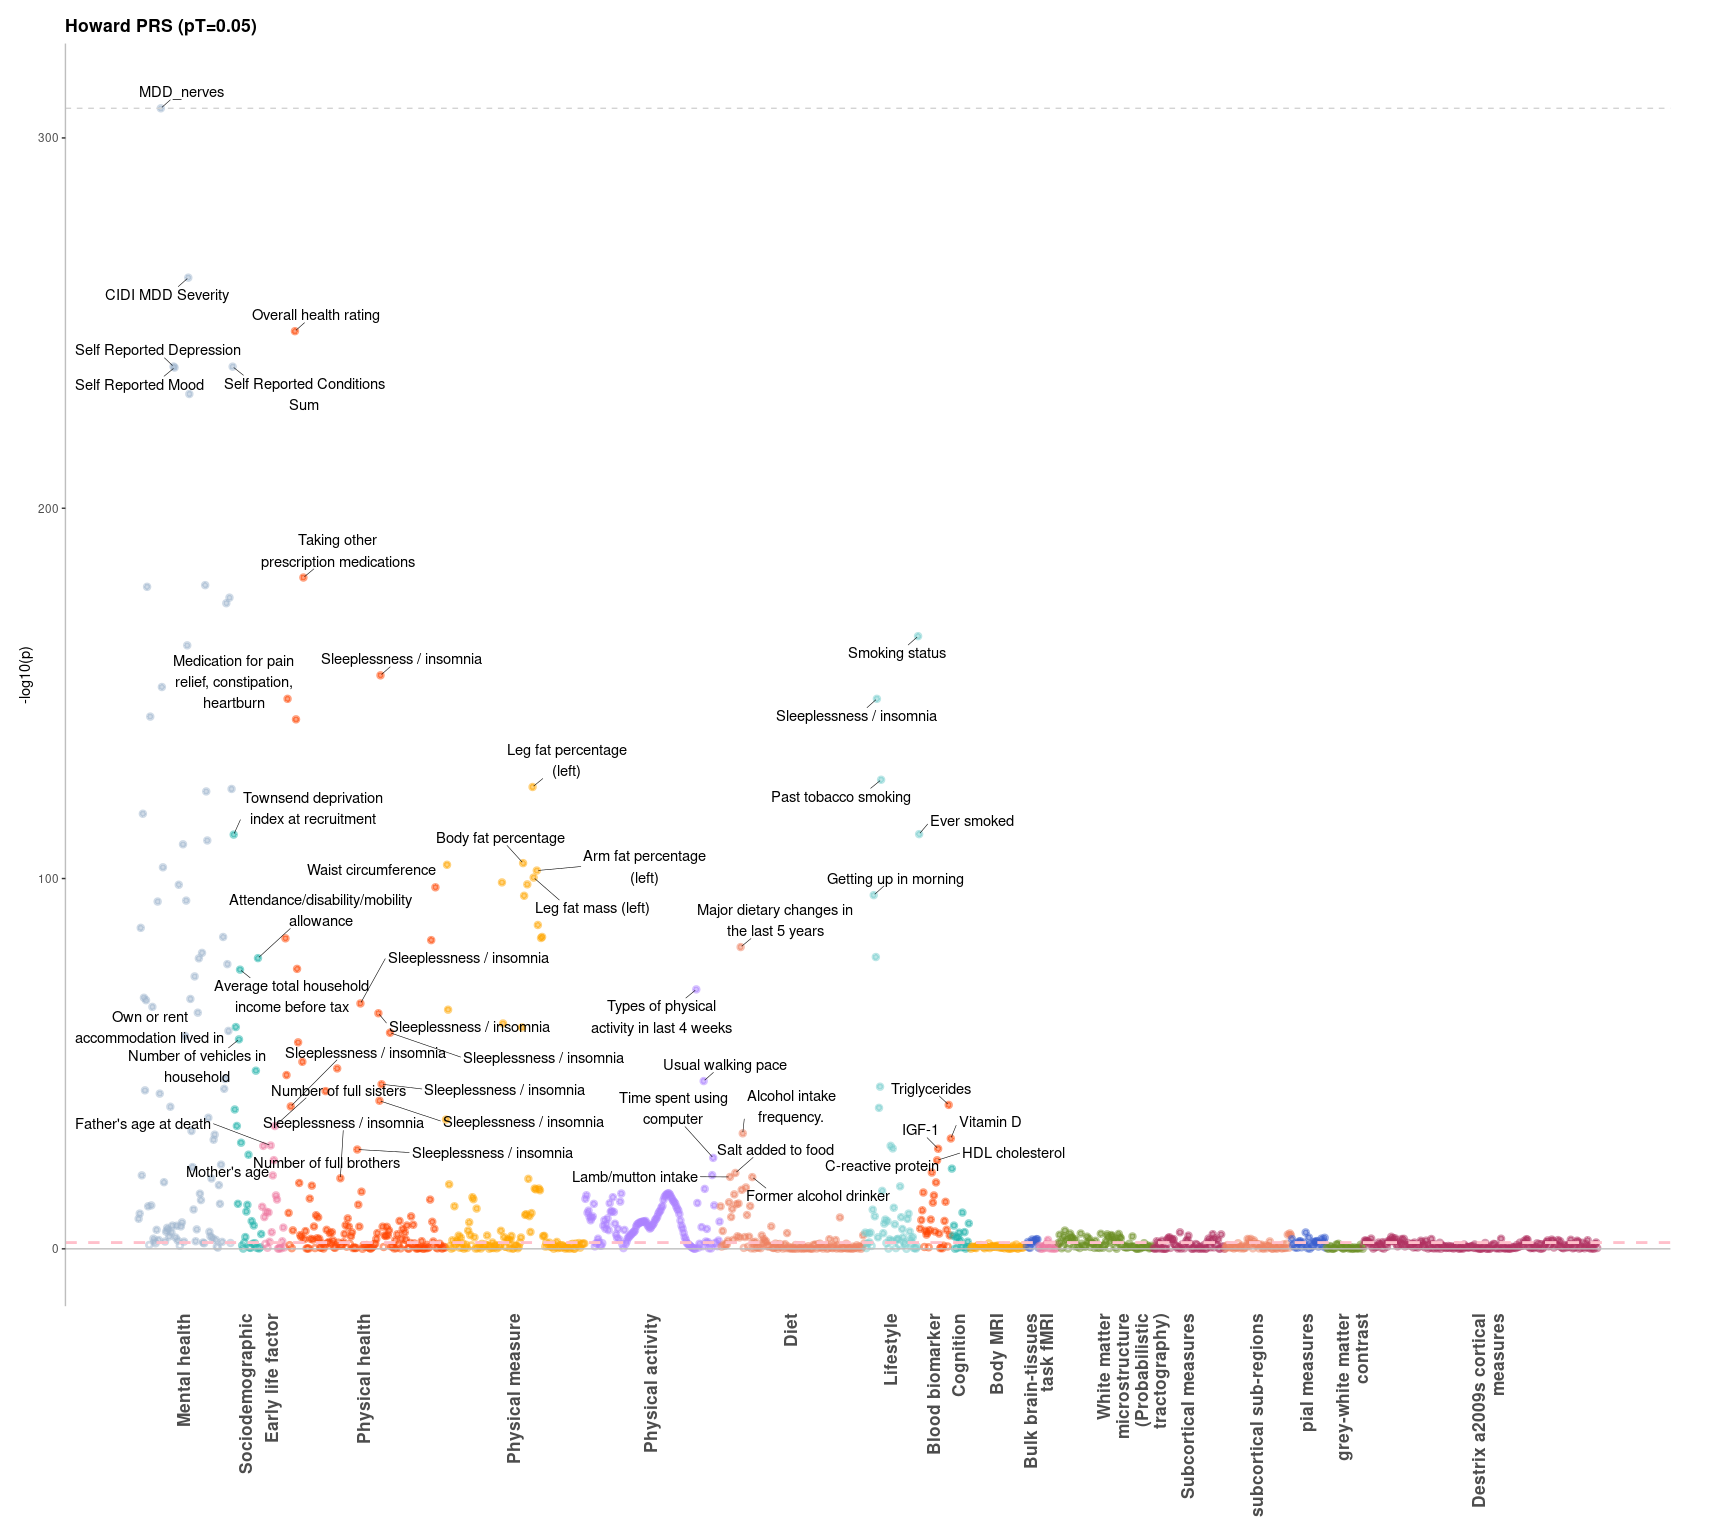 Howard PRS (pT=0.05)
MDD_nerves
300
CIDI MDD Severity
Overall health rating
Self Reported Depression
Self Reported Mood
Self Reported Conditions
Sum
200
Taking other
prescription medications
-log10(p)
Smoking status
Medication for pain
relief, constipation,
heartburn
Sleeplessness / insomnia
Sleeplessness / insomnia
Leg fat percentage
(left)
Past tobacco smoking
Townsend deprivation
index at recruitment
Ever smoked
Body fat percentage
Arm fat percentage
(left)
Waist circumference
100
Getting up in morning
Attendance/disability/mobility
allowance
Leg fat mass (left)
Major dietary changes in
the last 5 years
Sleeplessness / insomnia
Average total household
income before tax
Types of physical
activity in last 4 weeks
Own or rent
accommodation lived in
Sleeplessness / insomnia
Number of vehicles in
household
Sleeplessness / insomnia
Sleeplessness / insomnia
Usual walking pace
Number of full sisters
Sleeplessness / insomnia
Time spent using
computer
Alcohol intake
frequency.
Triglycerides
Father's age at death
Sleeplessness / insomnia
Sleeplessness / insomnia
IGF-1
Vitamin D
Mother's age
Number of full brothers
Sleeplessness / insomnia
Salt added to food
C-reactive protein
HDL cholesterol
Lamb/mutton intake
Former alcohol drinker
0
Mental health
Sociodemographic
Early life factor
Physical health
Physical measure
Physical activity
Diet
Lifestyle
Blood biomarker
Cognition
Body MRI
Bulk brain-tissues
task fMRI
White matter
microstructure
(Probabilistic
tractography)
Subcortical measures
subcortical sub-regions
pial measures
grey-white matter
contrast
Destrix a2009s cortical
measures